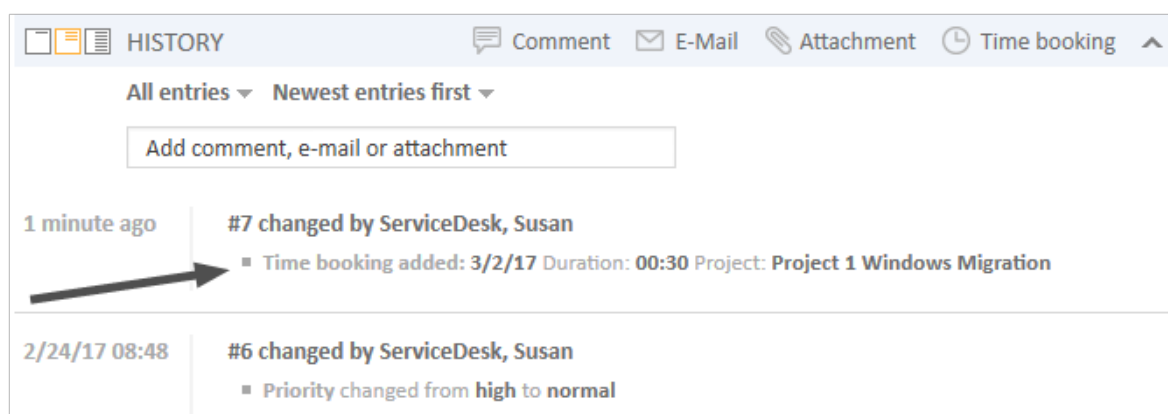 HISTORY Comment E-Mail Attachment Time booking
All entries Newest entries first
Add comment, e-mail or attachment
1 minute ago #7 changed by ServiceDesk, Susan
Time booking added: 3/2/17 Duration: 00:30 Project: Project 1 Windows Migration
2/24/17 08:48 #6 changed by ServiceDesk, Susan
Priority changed from high to normal